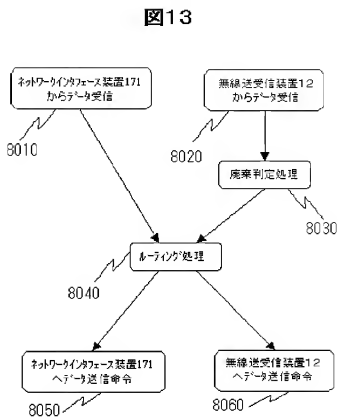 図13
ネットワークインタフェース装置171
からデータ受信
8010
無線送受信装置12
からデータ受信
8020
廃棄判定処理
8030
ルーティング処理
8040
ネットワークインタフェース装置171
へデータ送信命令
8050
無線送受信装置12
へデータ送信命令
8060